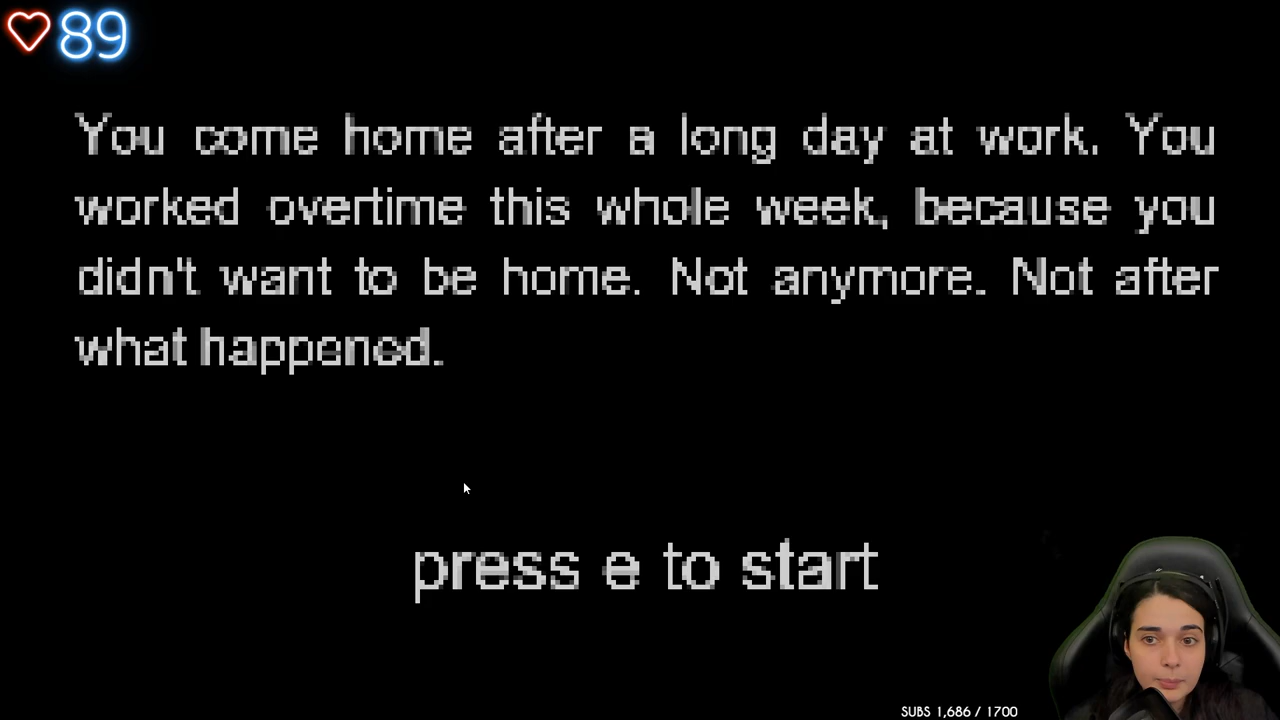 89
You come home after a long day at work. You
worked overtime this whole week, because you
didn't want to be home. Not anymore. Not after
what happened.
press e to start
SUBS 1,686 / 1700